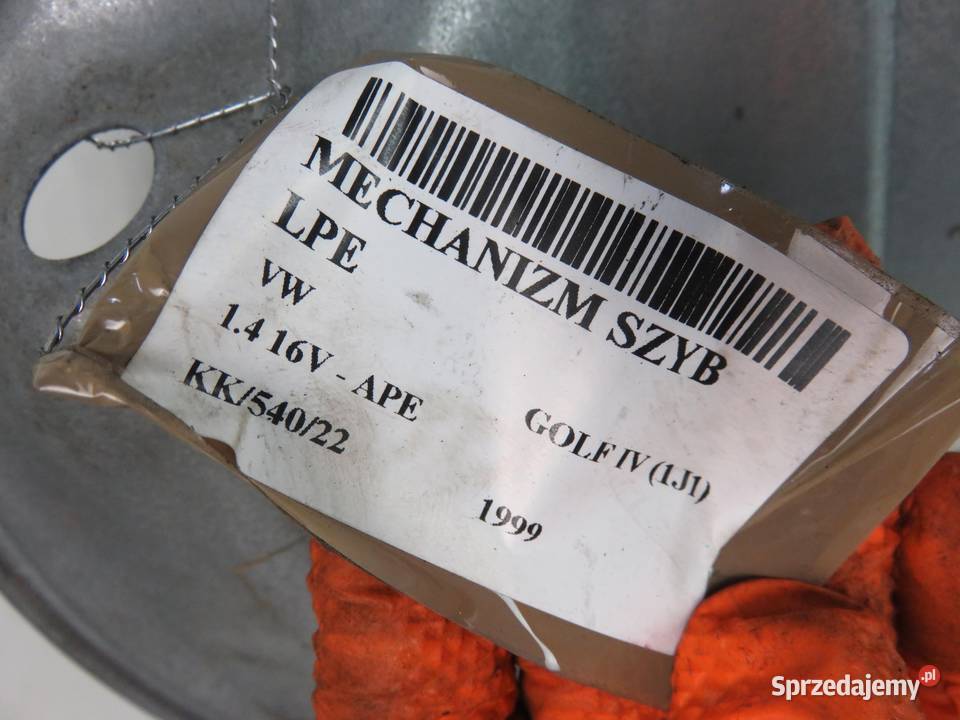 MECHANIZM SZYB
LPE
VW
GOLF IV (1J1)
1.4 16V - APE
1999
KK/540/22
Sprzedajemy.pl